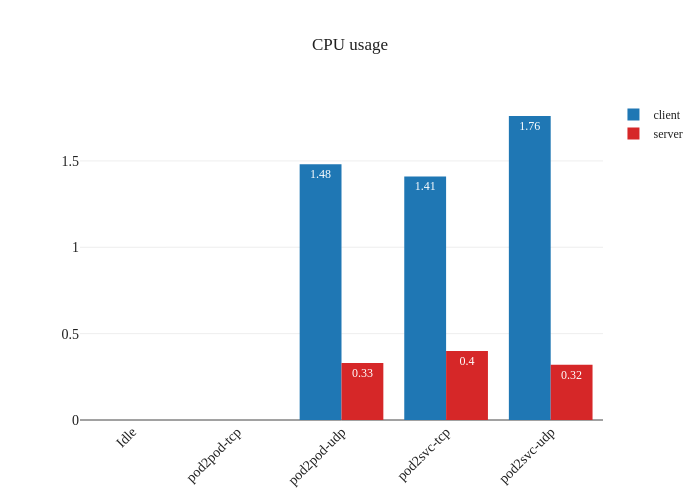 CPU usage
client
server
1.5
1
0.5
0
1.48
0.33
1.41
0.4
1.76
0.32
Idle
pod2pod-tcp
pod2pod-udp
pod2svc-tcp
pod2svc-udp